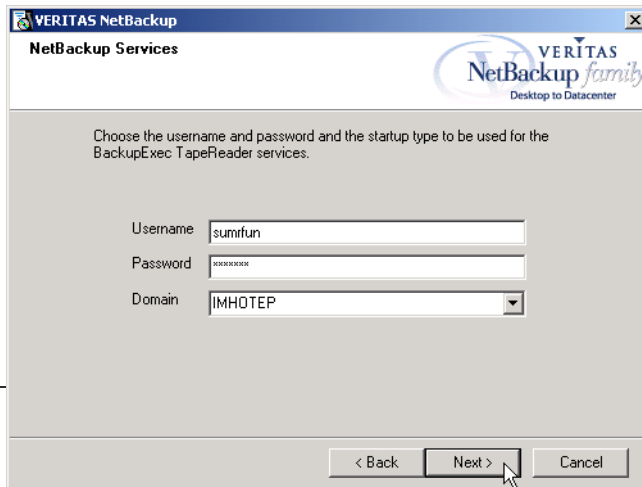 VERITAS NetBackup
NetBackup Services
VERITAS
NetBackup family
Desktop to Datacenter
Choose the username and password and the startup type to be used for the
BackupExec TapeReader services.
Username sumrfun
Password *******
Domain IMHOTEP
< Back Next > Cancel